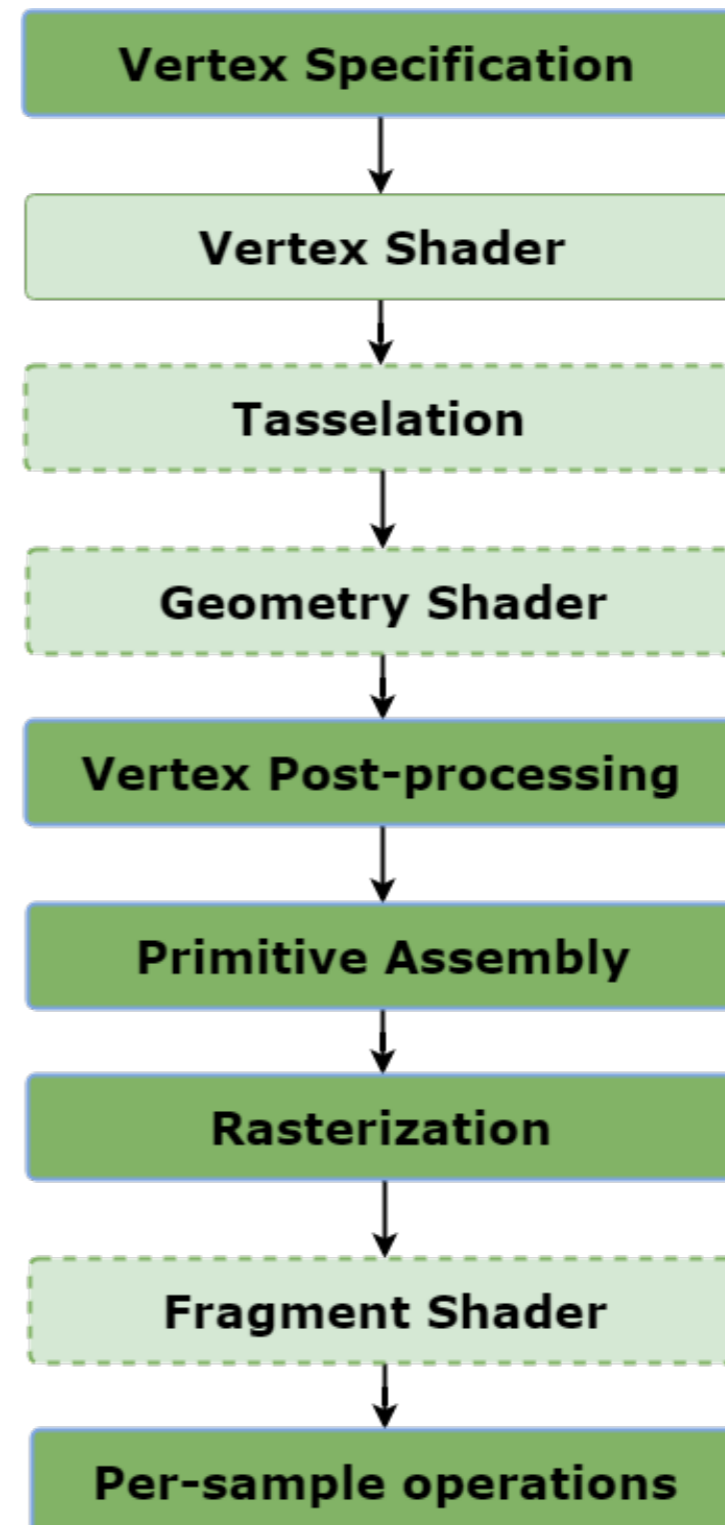 Vertex Specification
Vertex Shader
Tasselation
Geometry Shader
Vertex Post-processing
Primitive Assembly
Rasterization
Fragment Shader
Per-sample operations